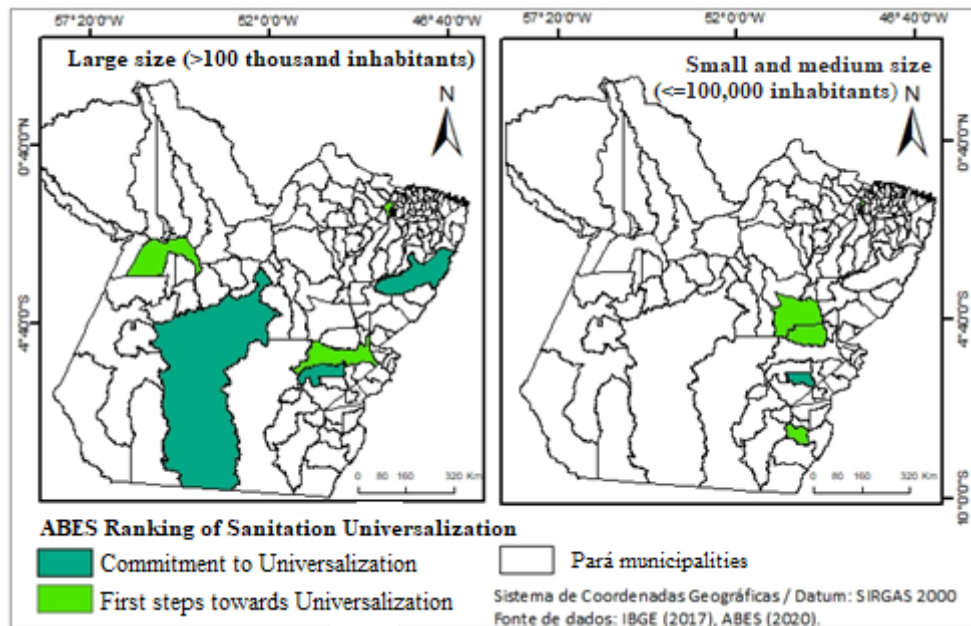 57°20'0"W 52°0'0"W 46°40'0"W 57°20'0"W 52°0'0"W 46°40'0"W
Large size (>100 thousand inhabitants)
Small and medium size
(<=100,000 inhabitants)
N
N
0°40'0"N
0°40'0"N
4°40'0"S
4°40'0"S
10°0'0"S
0 80 160 320 Km
0 80 160 320 Km
ABES Ranking of Sanitation Universalization
Commitment to Universalization
Pará municipalities
First steps towards Universalization
Sistema de Coordenadas Geográficas / Datum: SIRGAS 2000
Fonte de dados: IBGE (2017), ABES (2020).